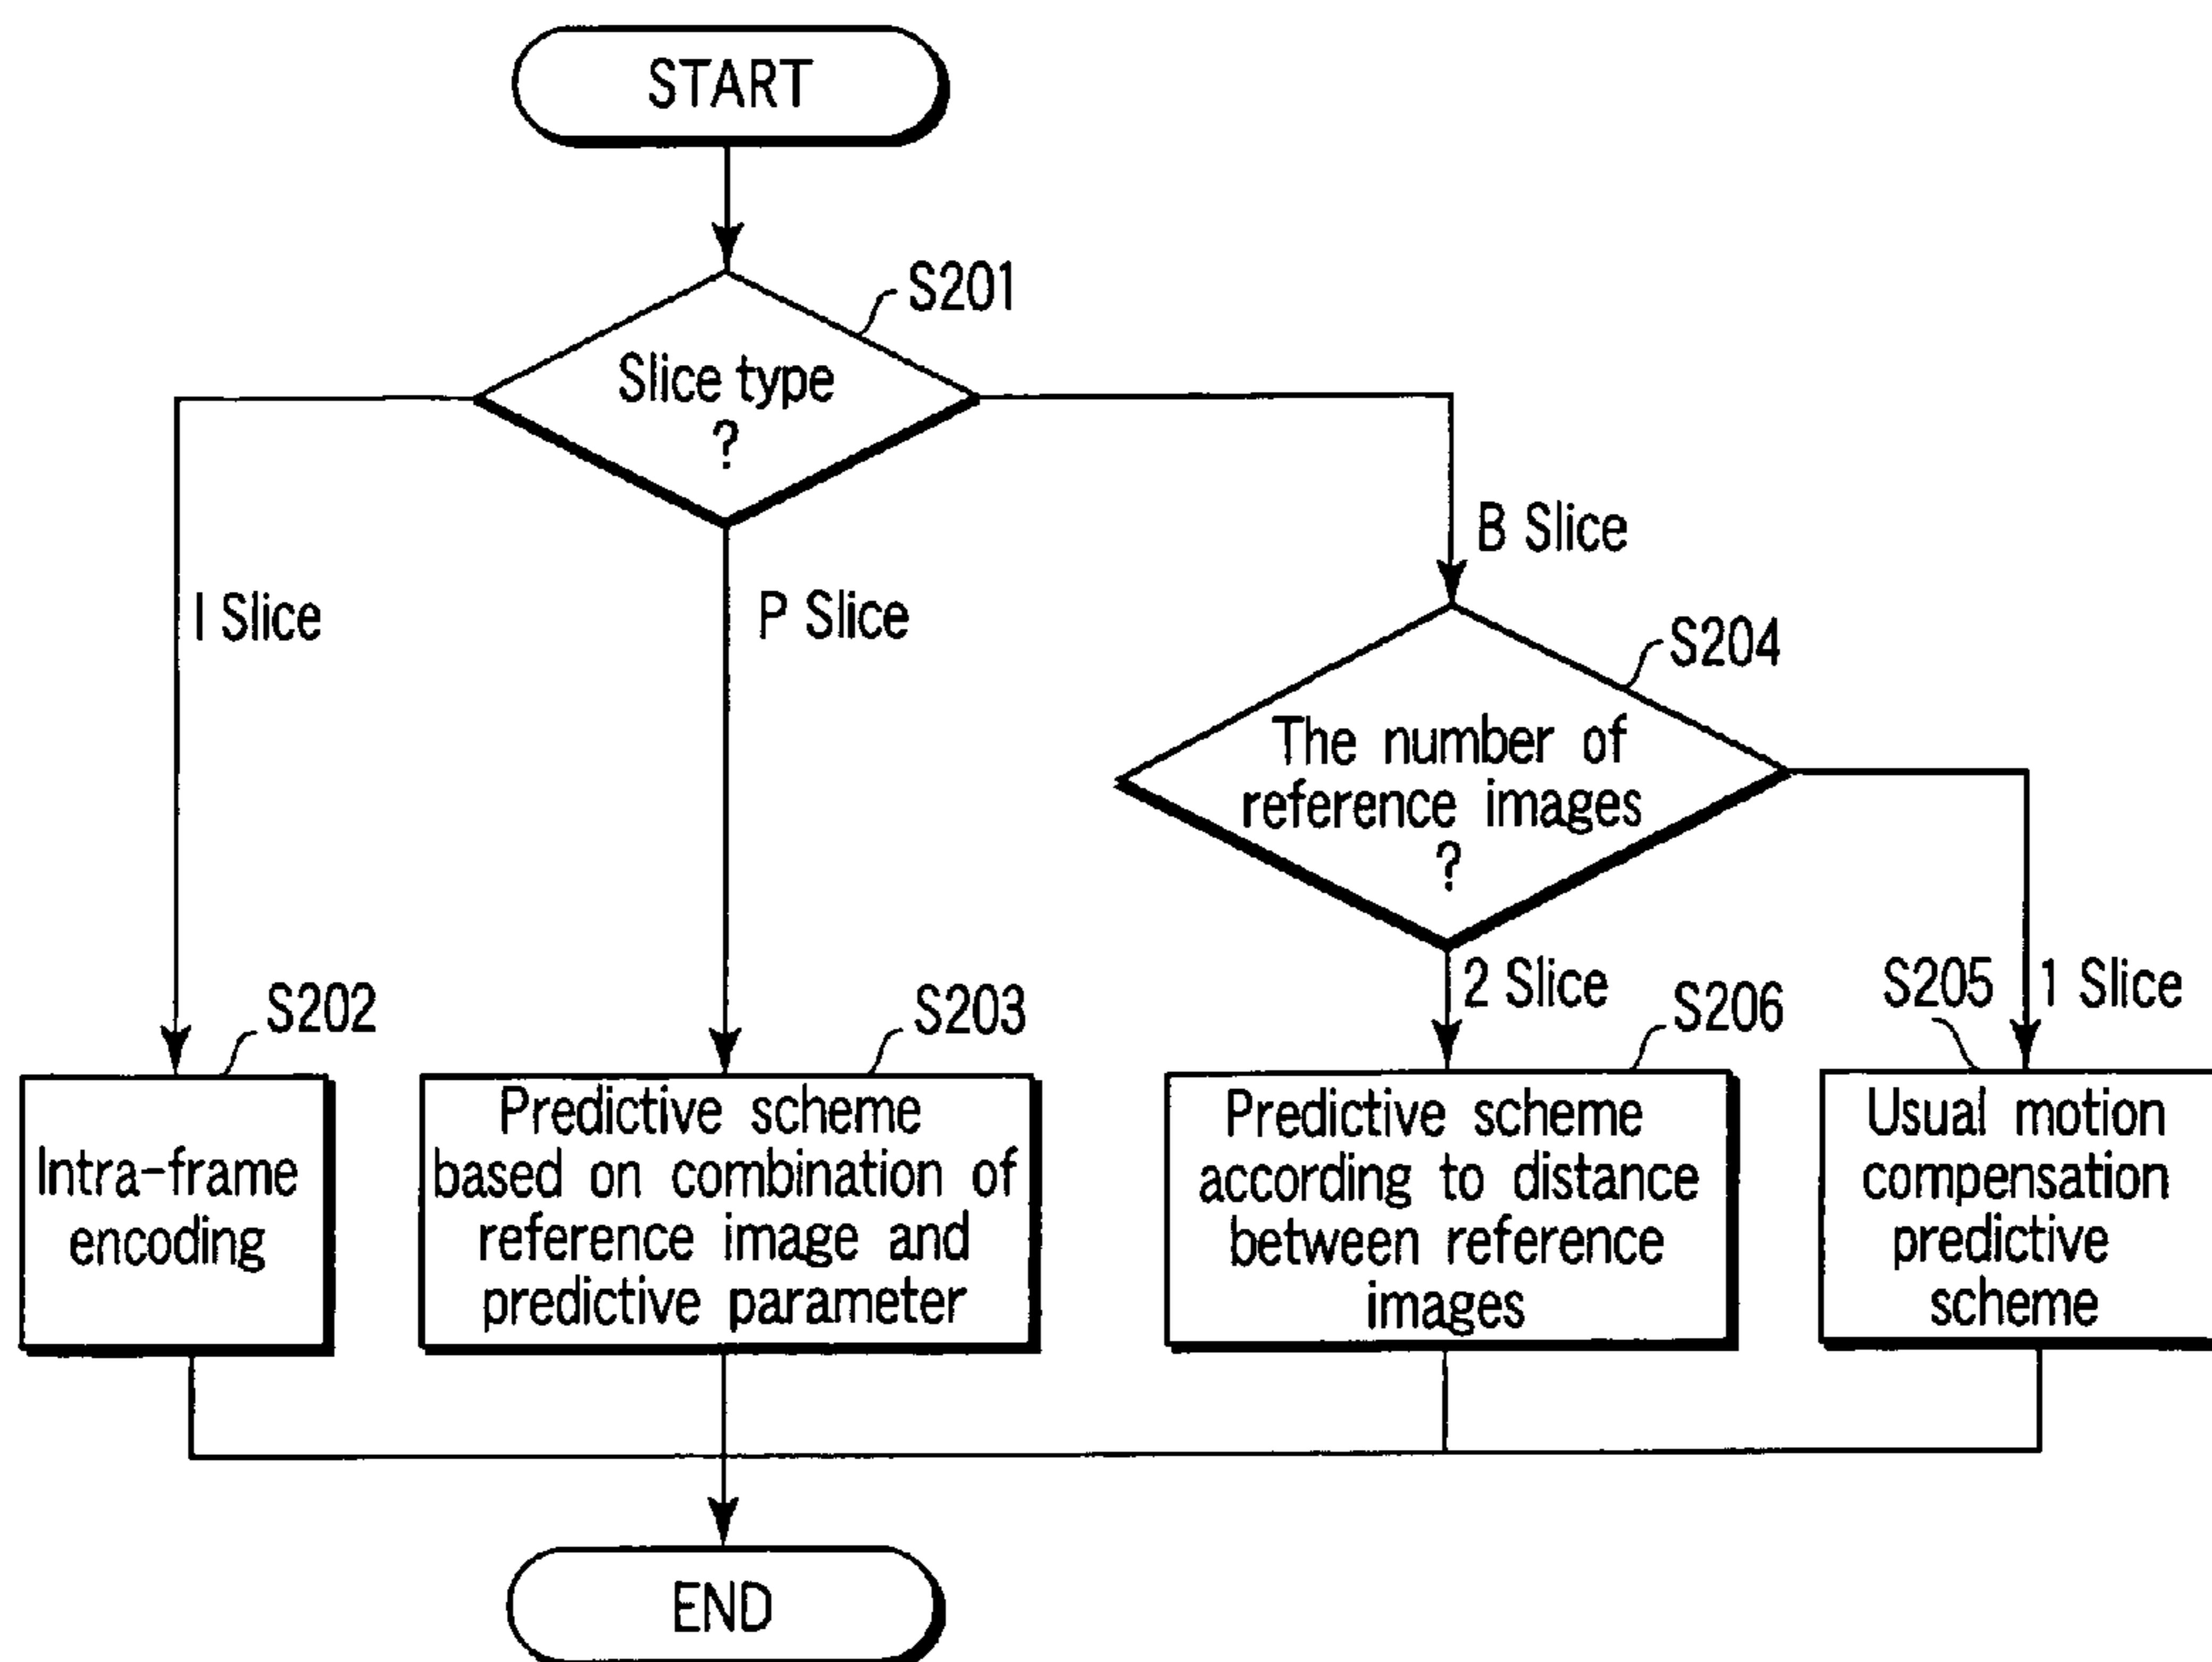 START
S201
Slice type
?
I Slice
P Slice
B Slice
S204
The number of
reference images
?
2 Slice
1 Slice
S202
Intra-frame
encoding
S203
Predictive scheme
based on combination of
reference image and
predictive parameter
S206
Predictive scheme
according to distance
between reference
images
S205
Usual motion
compensation
predictive
scheme
END